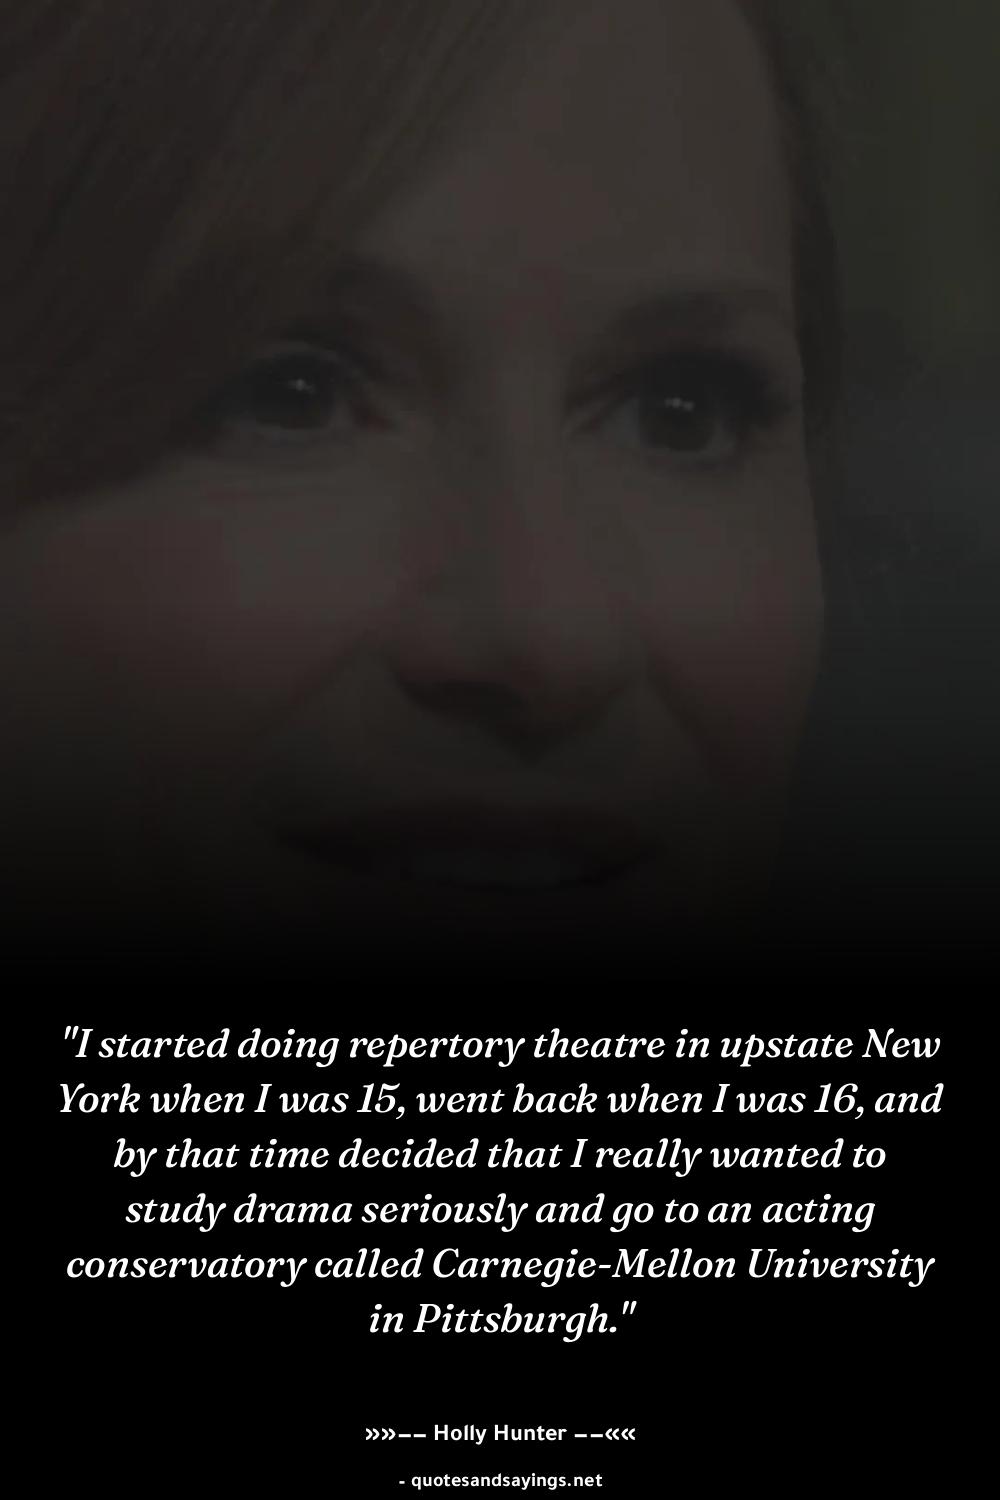 "I started doing repertory theatre in upstate New
York when I was 15, went back when I was 16, and
by that time decided that I really wanted to
study drama seriously and go to an acting
conservatory called Carnegie-Mellon University
in Pittsburgh."
»»–– Holly Hunter ––««
- quotesandsayings.net